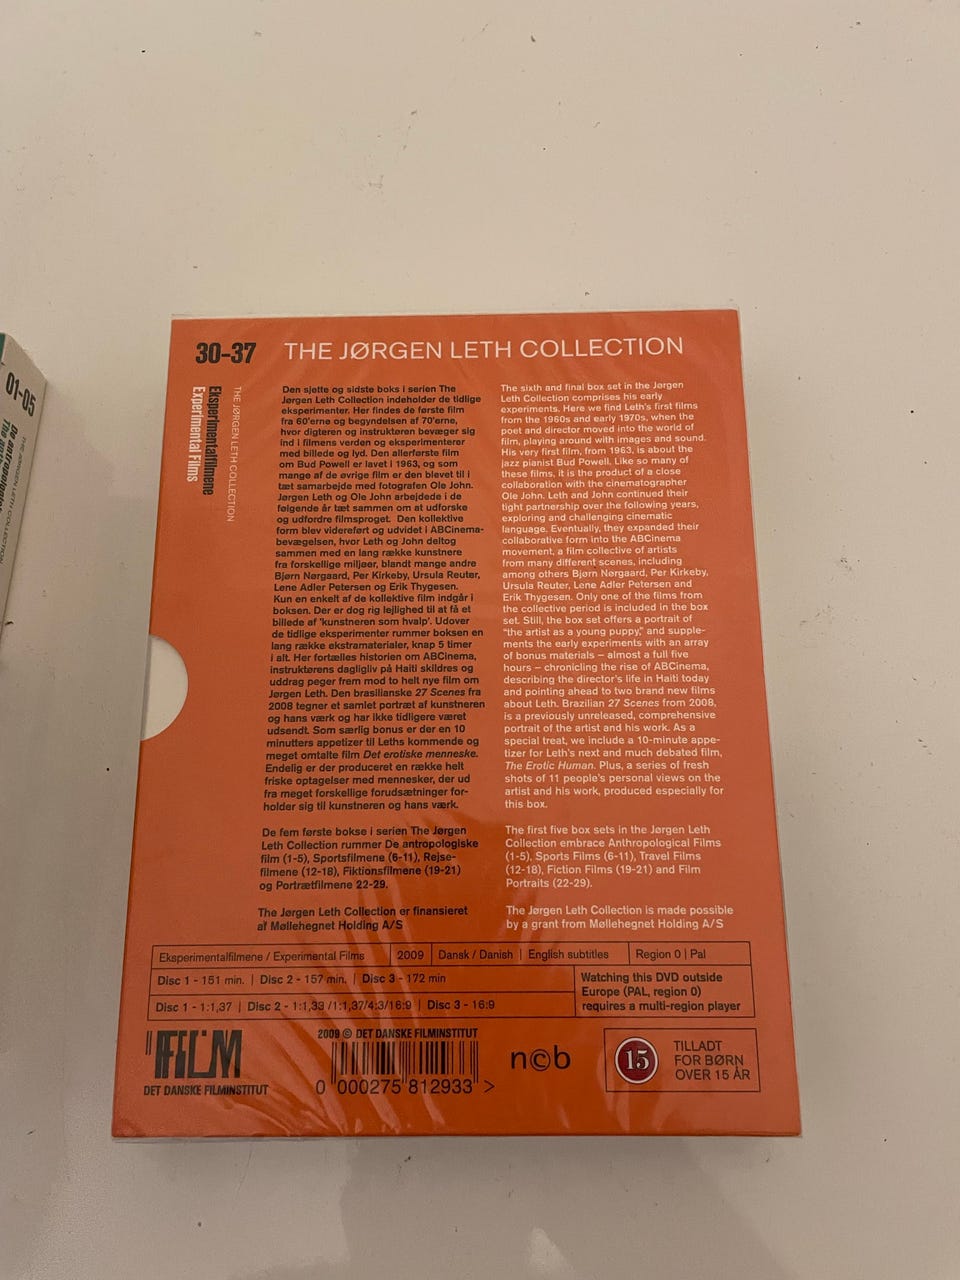 30–37 THE JØRGEN LETH COLLECTION
THE JØRGEN LETH COLLECTION
Eksperimentalfilmene
Experimental Films
Den sjette og sidste boks i serien The
Jørgen Leth Collection indeholder de tidlige
eksperimenter. Her findes de første film
fra 60'erne og begyndelsen af 70'erne,
hvor digteren og instruktøren bevæger sig
ind i filmens verden og eksperimenterer
med billede og lyd. Den allerførste film
om Bud Powell er lavet i 1963, og som
mange af de øvrige film er den blevet til i
tæt samarbejde med fotografen Ole John.
Jørgen Leth og Ole John arbejdede i de
følgende år tæt sammen om at udforske
og udfordre filmsproget. Den kollektive
form blev videreført og udvidet i ABCinema-
bevægelsen, hvor Leth og John deltog
sammen med en lang række kunstnere
fra forskellige miljøer, blandt mange andre
Bjørn Nørgaard, Per Kirkeby, Ursula Reuter,
Lene Adler Petersen og Erik Thygesen.
Kun en enkelt af de kollektive film indgår i
boksen. Der er dog rig lejlighed til at få et
billede af 'kunstneren som hvalp'. Udover
de tidlige eksperimenter rummer boksen en
lang række ekstramaterialer, knap 5 timer
i alt. Her fortælles historien om ABCinema,
instruktørens dagligliv på Haiti skildres og
uddrag peger frem mod to helt nye film om
Jørgen Leth. Den brasilianske 27 Scenes fra
2008 tegner et samlet portræt af kunstneren
og hans værk og har ikke tidligere været
udsendt. Som særlig bonus er der en 10
minutters appetizer til Leths kommende og
meget omtalte film Det erotiske menneske.
Endelig er der produceret en række helt
friske optagelser med mennesker, der ud
fra meget forskellige forudsætninger for-
holder sig til kunstneren og hans værk.
De fem første bokse i serien The Jørgen
Leth Collection rummer De antropologiske
film (1-5), Sportsfilmene (6-11), Rejse-
filmene (12-18), Fiktionsfilmene (19-21)
og Portrætfilmene 22-29.
The Jørgen Leth Collection er finansieret
af Møllehegnet Holding A/S
The sixth and final box set in the Jørgen
Leth Collection comprises his early
experiments. Here we find Leth's first films
from the 1960s and early 1970s, when the
poet and director moved into the world of
film, playing around with images and sound.
His very first film, from 1963, is about the
jazz pianist Bud Powell. Like so many of
these films, it is the product of a close
collaboration with the cinematographer
Ole John. Leth and John continued their
tight partnership over the following years,
exploring and challenging cinematic
language. Eventually, they expanded their
collaborative form into the ABCinema
movement, a film collective of artists
from many different scenes, including
among others Bjørn Nørgaard, Per Kirkeby,
Ursula Reuter, Lene Adler Petersen and
Erik Thygesen. Only one of the films from
the collective period is included in the box
set. Still, the box set offers a portrait of
"the artist as a young puppy," and supple-
ments the early experiments with an array
of bonus materials – almost a full five
hours – chronicling the rise of ABCinema,
describing the director's life in Haiti today
and pointing ahead to two brand new films
about Leth. Brazilian 27 Scenes from 2008,
is a previously unreleased, comprehensive
portrait of the artist and his work. As a
special treat, we include a 10-minute appe-
tizer for Leth's next and much debated film,
The Erotic Human. Plus, a series of fresh
shots of 11 people's personal views on the
artist and his work, produced especially for
this box.
The first five box sets in the Jørgen Leth
Collection embrace Anthropological Films
(1-5), Sports Films (6-11), Travel Films
(12-18), Fiction Films (19-21) and Film
Portraits (22-29).
The Jørgen Leth Collection is made possible
by a grant from Møllehegnet Holding A/S
Eksperimentalfilmene / Experimental Films | 2009 | Dansk / Danish | English subtitles | Region 0 | Pal
Disc 1 - 151 min. | Disc 2 - 157 min. | Disc 3 - 172 min
Disc 1 - 1:1,37 | Disc 2 - 1:1,33 /1:1,37/4:3/16:9 | Disc 3 - 16:9
Watching this DVD outside
Europe (PAL, region 0)
requires a multi-region player
FILM
DET DANSKE FILMINSTITUT
2009 © DET DANSKE FILMINSTITUT
0 000275 812933 >
n©b
15
TILLADT
FOR BØRN
OVER 15 ÅR
01–05
THE JØRGEN LETH COLLECTION